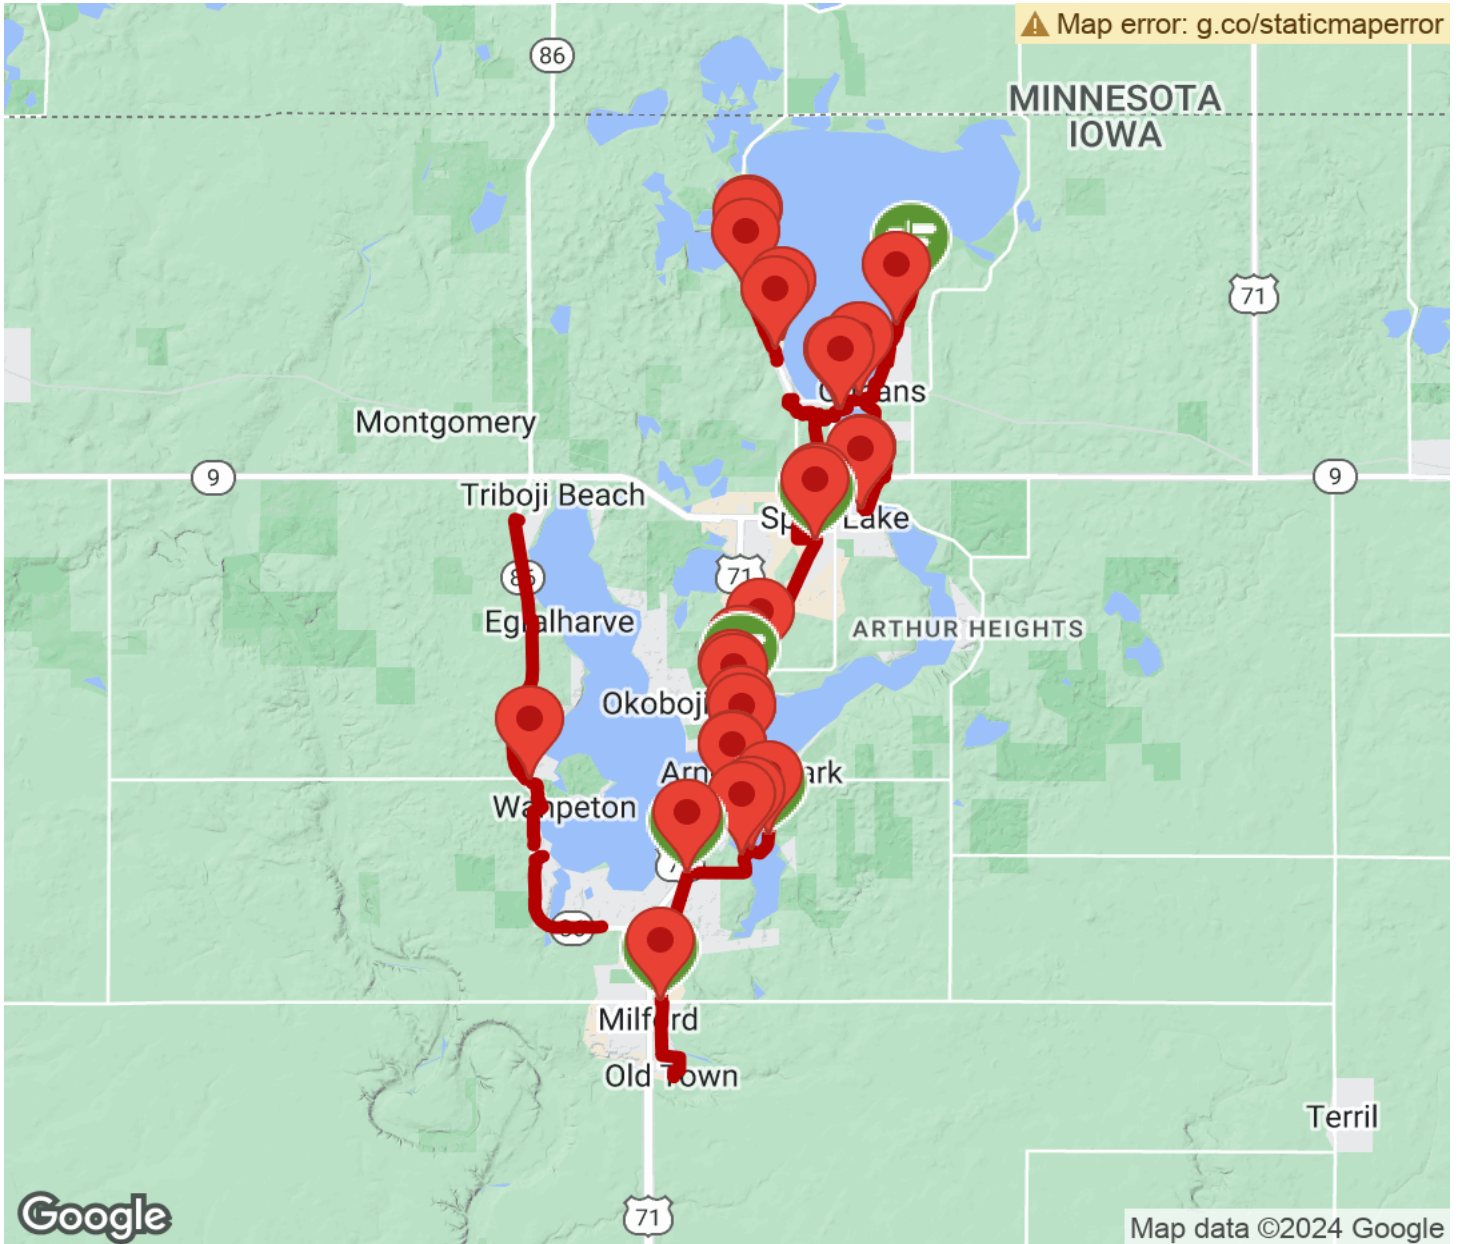 Map error: g.co/staticmaperror
86
MINNESOTA
IOWA
71
Montgomery
9
9
Triboji Beach
Lake
71
ARTHUR HEIGHTS
Okoboji
Milford
Old Town
Terril
71
Google
Map data ©2024 Google